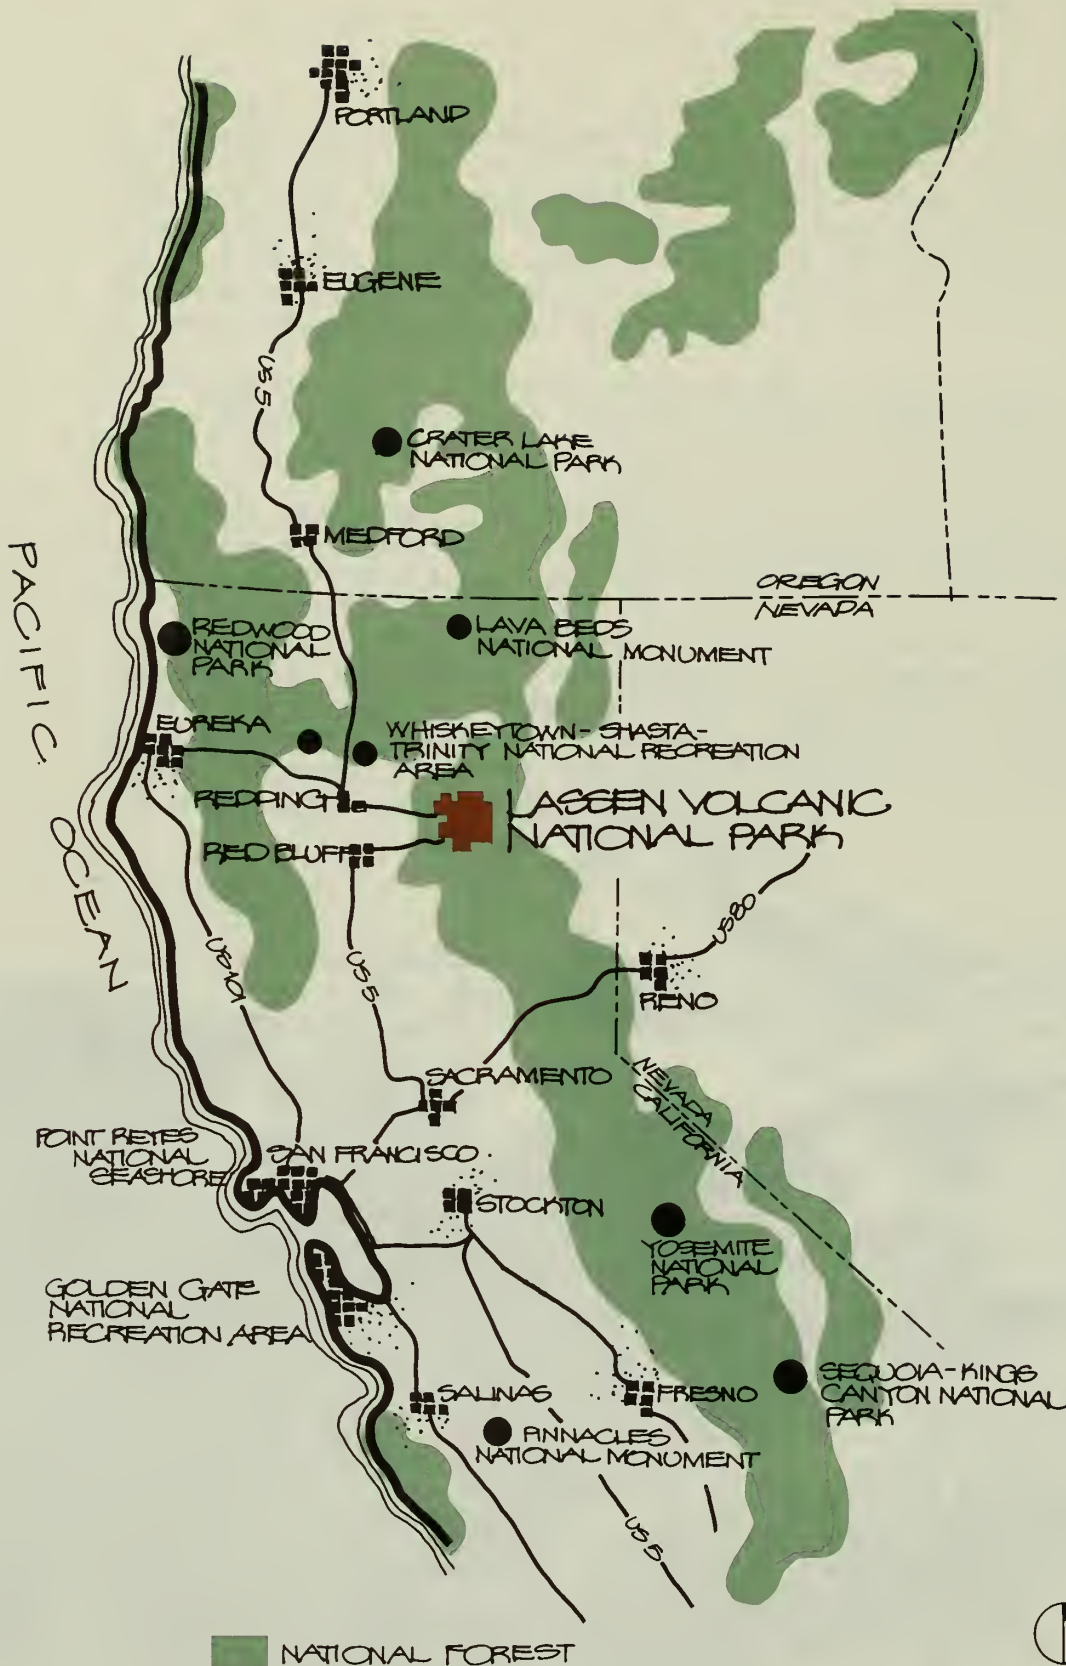 PORTLAND
EUGENE
US 5
CRATER LAKE
NATIONAL PARK
MEDFORD
PACIFIC
OCEAN
OREGON
NEVADA
REDWOOD
NATIONAL
PARK
LAVA BEDS
NATIONAL MONUMENT
EUREKA
WHISKEYTOWN-SHASTA-
TRINITY NATIONAL RECREATION
AREA
REDDING
LASSEN VOLCANIC
NATIONAL PARK
RED BLUFF
US 101
US 5
US 80
RENO
SACRAMENTO
NEVADA
CALIFORNIA
POINT REYES
NATIONAL
SEASHORE
SAN FRANCISCO
STOCKTON
YOSEMITE
NATIONAL
PARK
GOLDEN GATE
NATIONAL
RECREATION AREA
SALINAS
FRESNO
SEQUOIA-KINGS
CANYON NATIONAL
PARK
PINNACLES
NATIONAL MONUMENT
US 5
NATIONAL FOREST